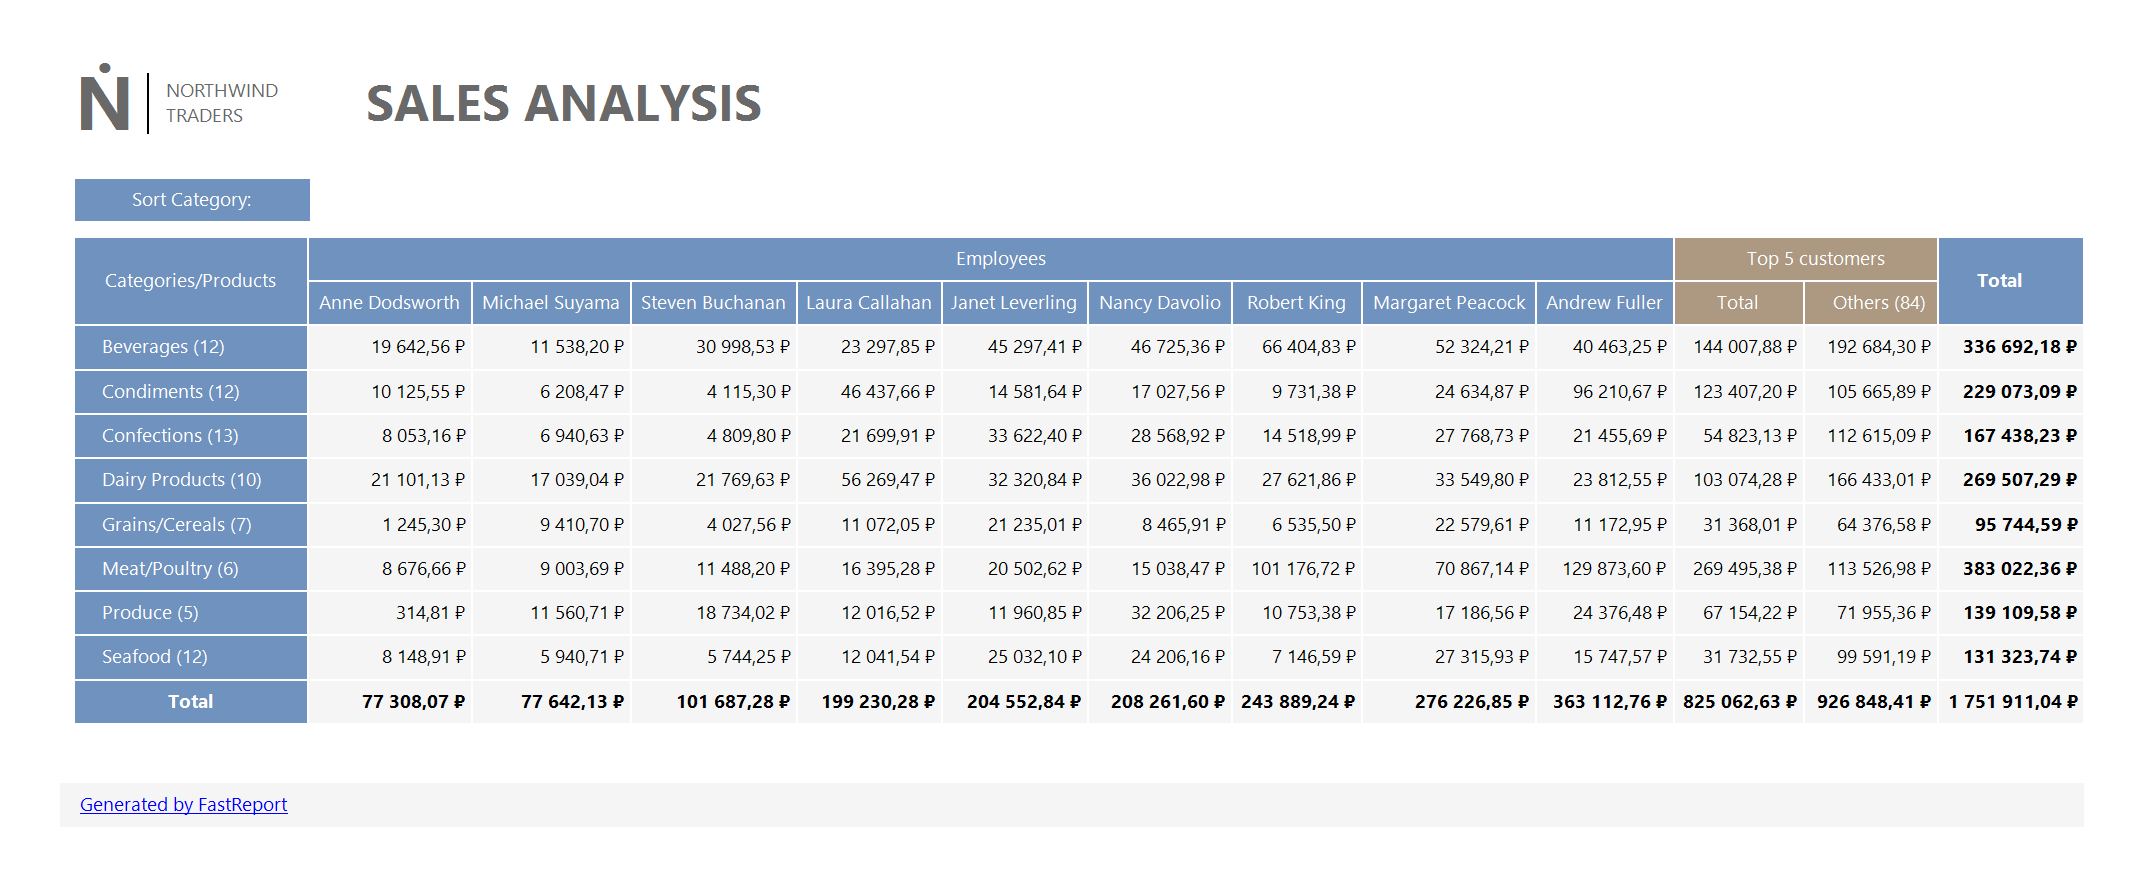 N
NORTHWIND
TRADERS
SALES ANALYSIS
Sort Category:
Categories/Products Employees Top 5 customers Total
Anne Dodsworth Michael Suyama Steven Buchanan Laura Callahan Janet Leverling Nancy Davolio Robert King Margaret Peacock Andrew Fuller Total Others (84)
Beverages (12) 19 642,56 ₽ 11 538,20 ₽ 30 998,53 ₽ 23 297,85 ₽ 45 297,41 ₽ 46 725,36 ₽ 66 404,83 ₽ 52 324,21 ₽ 40 463,25 ₽ 144 007,88 ₽ 192 684,30 ₽ 336 692,18 ₽
Condiments (12) 10 125,55 ₽ 6 208,47 ₽ 4 115,30 ₽ 46 437,66 ₽ 14 581,64 ₽ 17 027,56 ₽ 9 731,38 ₽ 24 634,87 ₽ 96 210,67 ₽ 123 407,20 ₽ 105 665,89 ₽ 229 073,09 ₽
Confections (13) 8 053,16 ₽ 6 940,63 ₽ 4 809,80 ₽ 21 699,91 ₽ 33 622,40 ₽ 28 568,92 ₽ 14 518,99 ₽ 27 768,73 ₽ 21 455,69 ₽ 54 823,13 ₽ 112 615,09 ₽ 167 438,23 ₽
Dairy Products (10) 21 101,13 ₽ 17 039,04 ₽ 21 769,63 ₽ 56 269,47 ₽ 32 320,84 ₽ 36 022,98 ₽ 27 621,86 ₽ 33 549,80 ₽ 23 812,55 ₽ 103 074,28 ₽ 166 433,01 ₽ 269 507,29 ₽
Grains/Cereals (7) 1 245,30 ₽ 9 410,70 ₽ 4 027,56 ₽ 11 072,05 ₽ 21 235,01 ₽ 8 465,91 ₽ 6 535,50 ₽ 22 579,61 ₽ 11 172,95 ₽ 31 368,01 ₽ 64 376,58 ₽ 95 744,59 ₽
Meat/Poultry (6) 8 676,66 ₽ 9 003,69 ₽ 11 488,20 ₽ 16 395,28 ₽ 20 502,62 ₽ 15 038,47 ₽ 101 176,72 ₽ 70 867,14 ₽ 129 873,60 ₽ 269 495,38 ₽ 113 526,98 ₽ 383 022,36 ₽
Produce (5) 314,81 ₽ 11 560,71 ₽ 18 734,02 ₽ 12 016,52 ₽ 11 960,85 ₽ 32 206,25 ₽ 10 753,38 ₽ 17 186,56 ₽ 24 376,48 ₽ 67 154,22 ₽ 71 955,36 ₽ 139 109,58 ₽
Seafood (12) 8 148,91 ₽ 5 940,71 ₽ 5 744,25 ₽ 12 041,54 ₽ 25 032,10 ₽ 24 206,16 ₽ 7 146,59 ₽ 27 315,93 ₽ 15 747,57 ₽ 31 732,55 ₽ 99 591,19 ₽ 131 323,74 ₽
Total 77 308,07 ₽ 77 642,13 ₽ 101 687,28 ₽ 199 230,28 ₽ 204 552,84 ₽ 208 261,60 ₽ 243 889,24 ₽ 276 226,85 ₽ 363 112,76 ₽ 825 062,63 ₽ 926 848,41 ₽ 1 751 911,04 ₽
Generated by FastReport